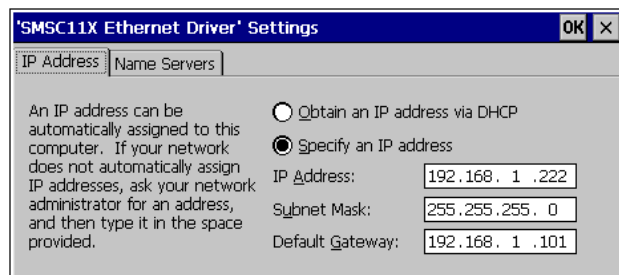 'SMSC11X Ethernet Driver' Settings OK ×
IP Address Name Servers
An IP address can be
automatically assigned to this
computer. If your network
does not automatically assign
IP addresses, ask your network
administrator for an address,
and then type it in the space
provided.
Obtain an IP address via DHCP
Specify an IP address
IP Address: 192.168. 1 .222
Subnet Mask: 255.255.255. 0
Default Gateway: 192.168. 1 .101